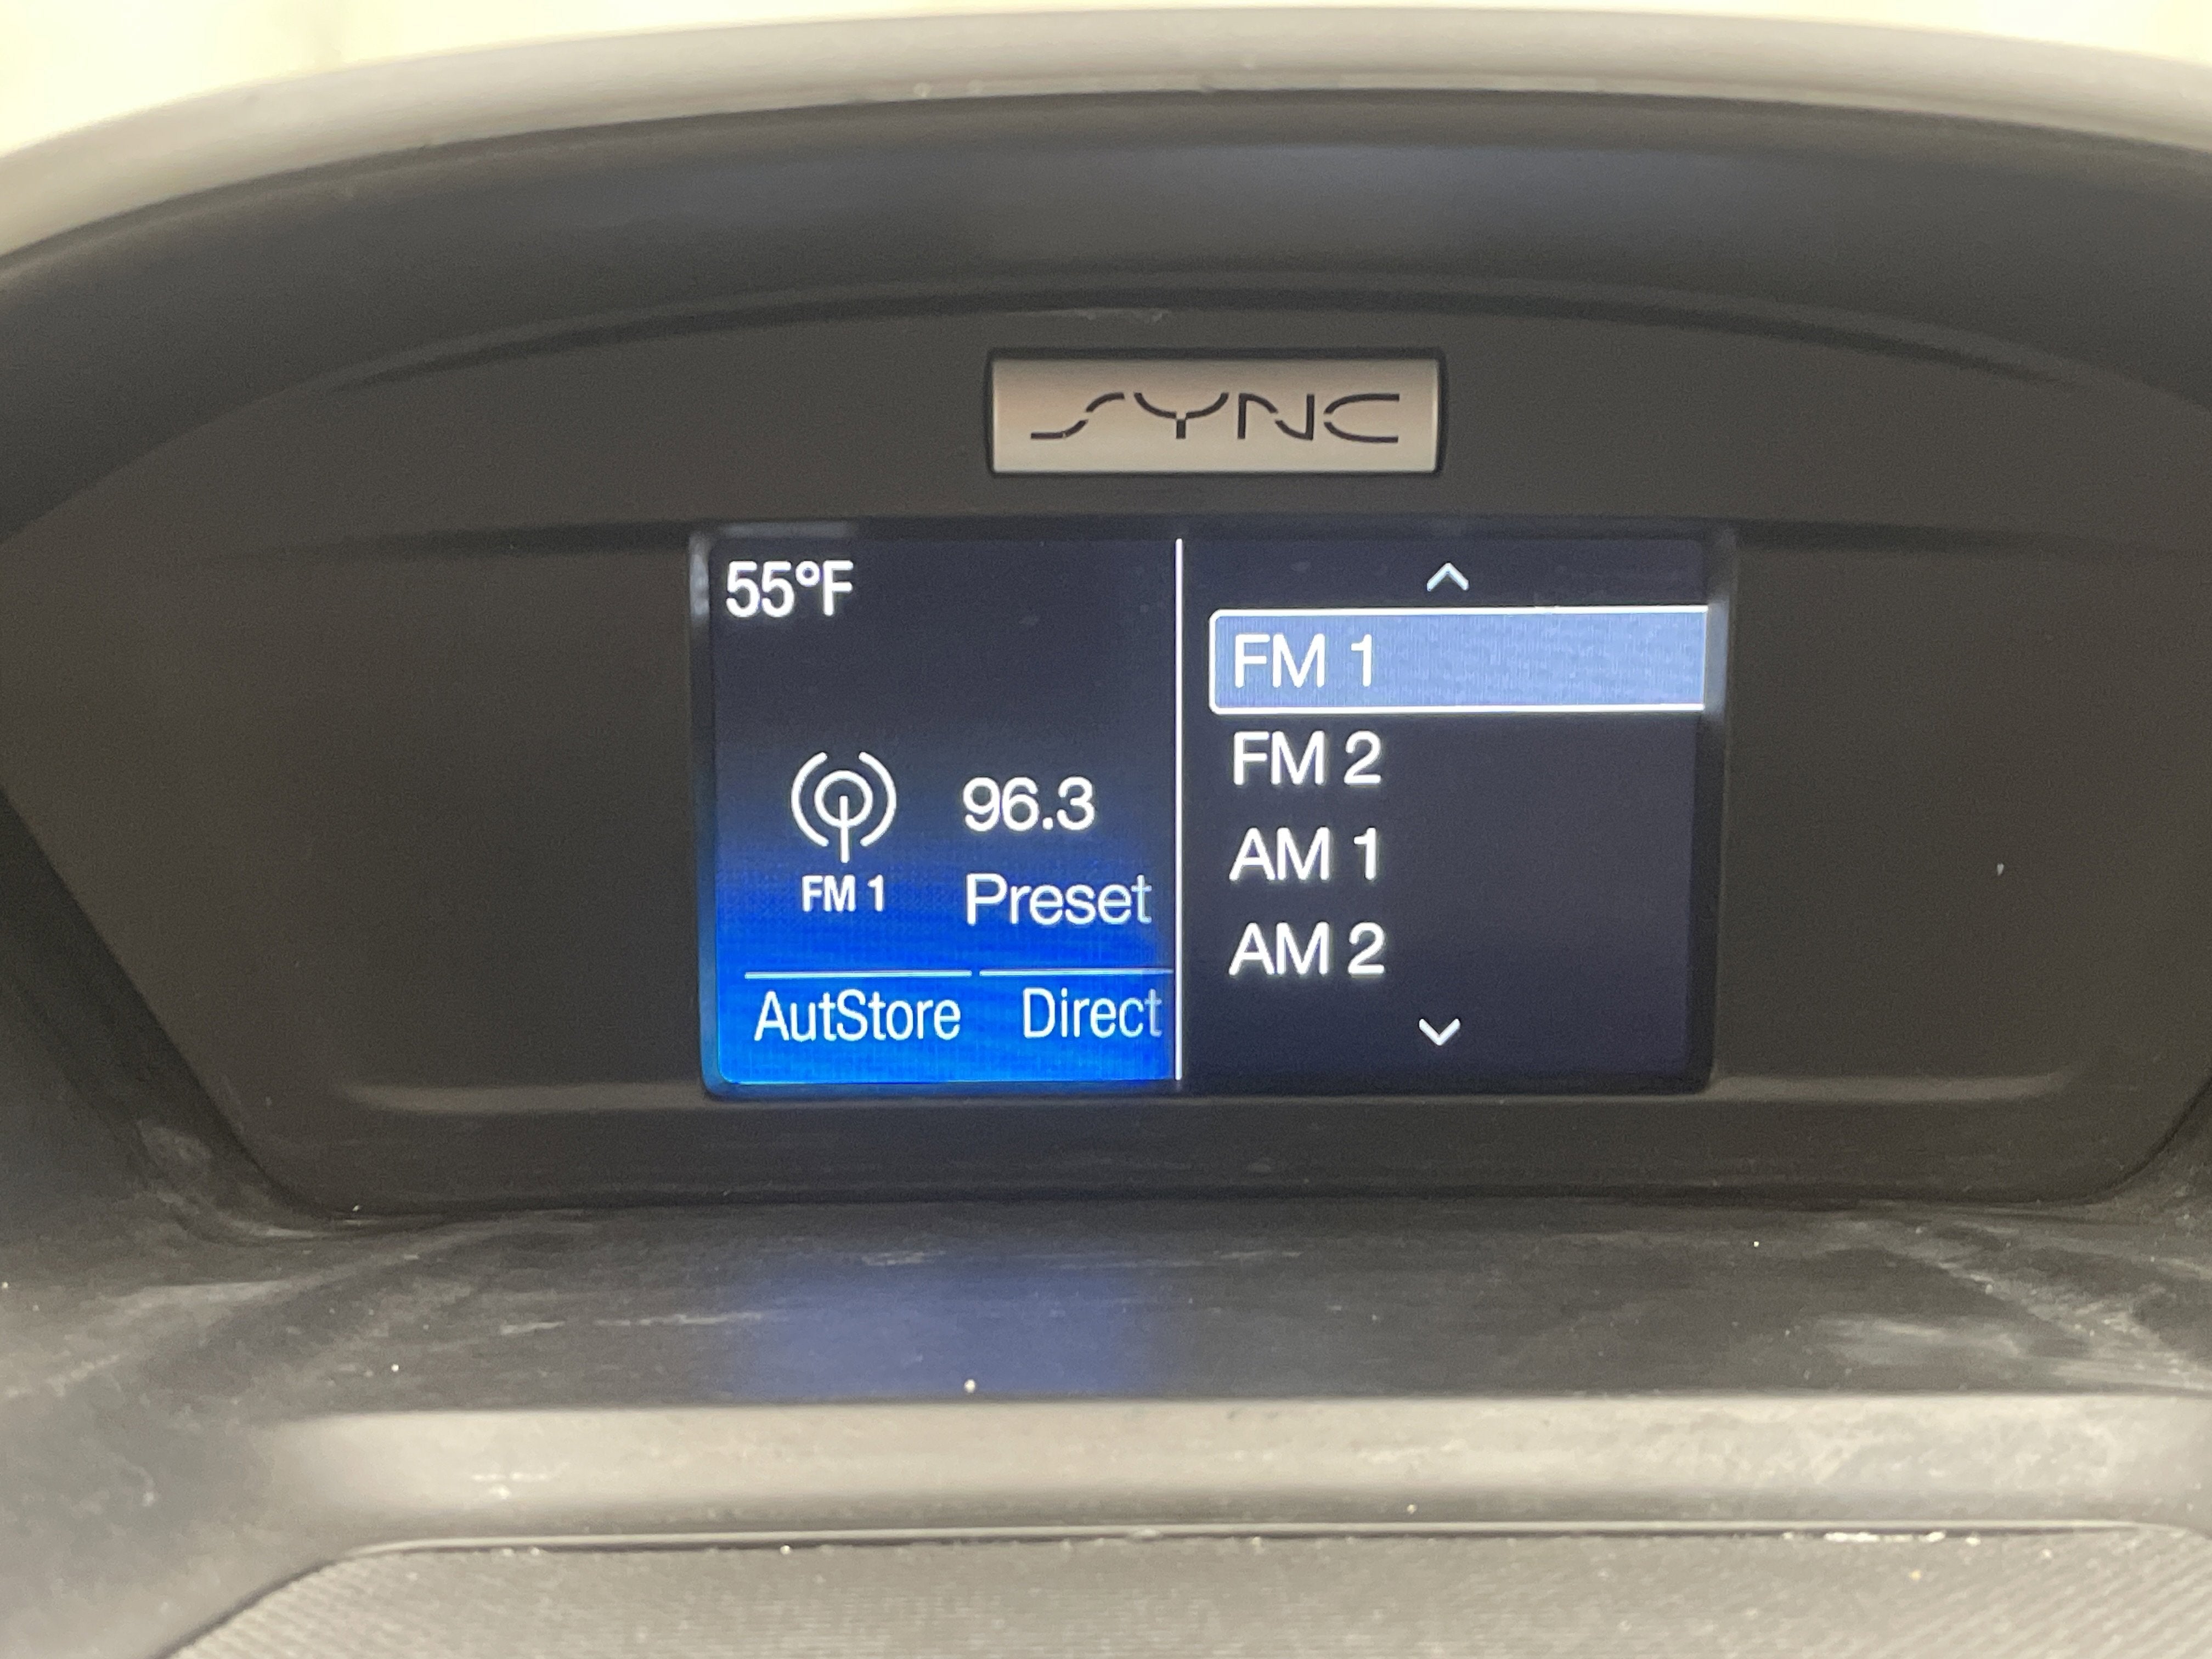 SYNC
55°F
96.3
FM 1
Preset
AutStore
Direct
FM 1
FM 2
AM 1
AM 2